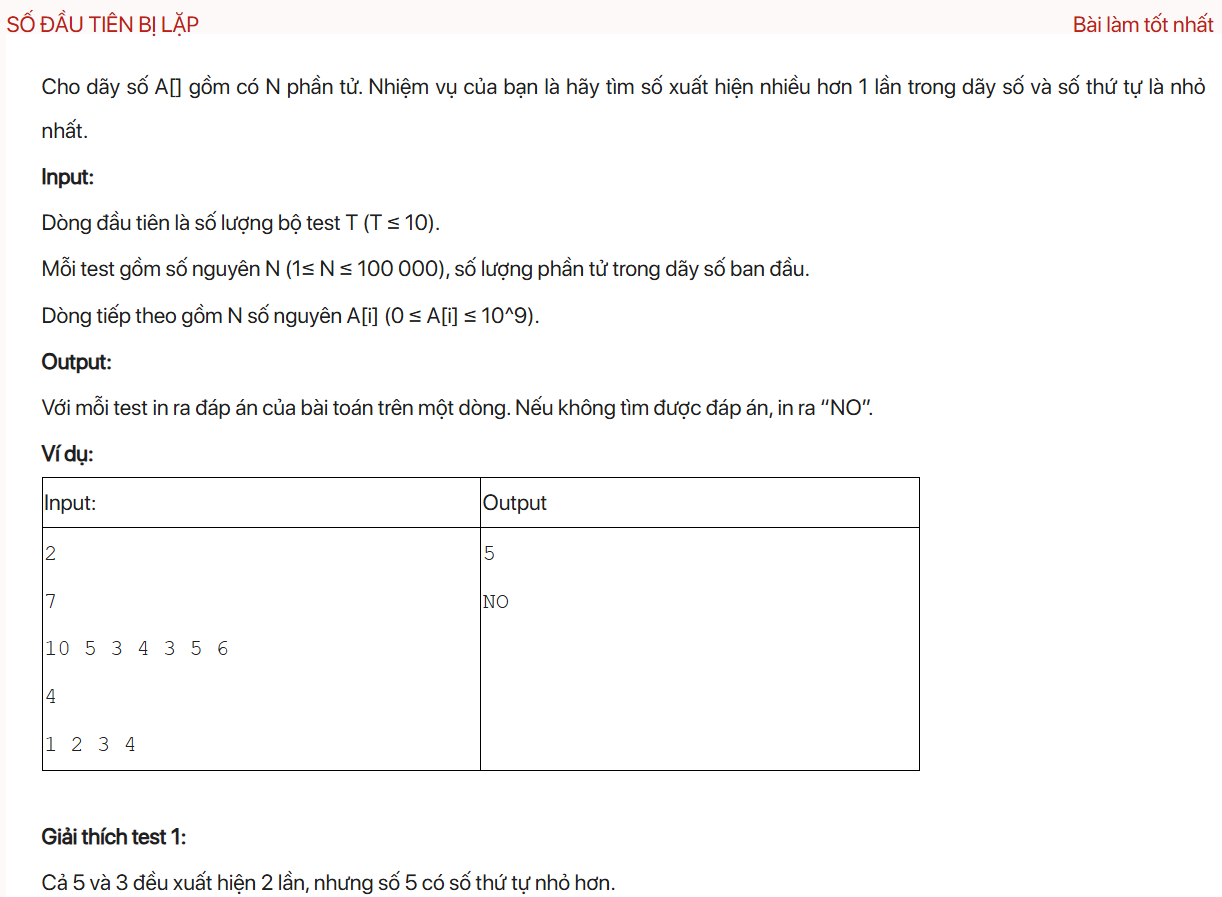 SỐ ĐẦU TIÊN BỊ LẶP
Bài làm tốt nhất
Cho dãy số A[] gồm có N phần tử. Nhiệm vụ của bạn là hãy tìm số xuất hiện nhiều hơn 1 lần trong dãy số và số thứ tự là nhỏ
nhất.
Input:
Dòng đầu tiên là số lượng bộ test T (T ≤ 10).
Mỗi test gồm số nguyên N (1≤ N ≤ 100 000), số lượng phần tử trong dãy số ban đầu.
Dòng tiếp theo gồm N số nguyên A[i] (0 ≤ A[i] ≤ 10^9).
Output:
Với mỗi test in ra đáp án của bài toán trên một dòng. Nếu không tìm được đáp án, in ra “NO”.
Ví dụ:
Input:
Output
2
7
10 5 3 4 3 5 6
4
1 2 3 4
5
NO
Giải thích test 1:
Cả 5 và 3 đều xuất hiện 2 lần, nhưng số 5 có số thứ tự nhỏ hơn.